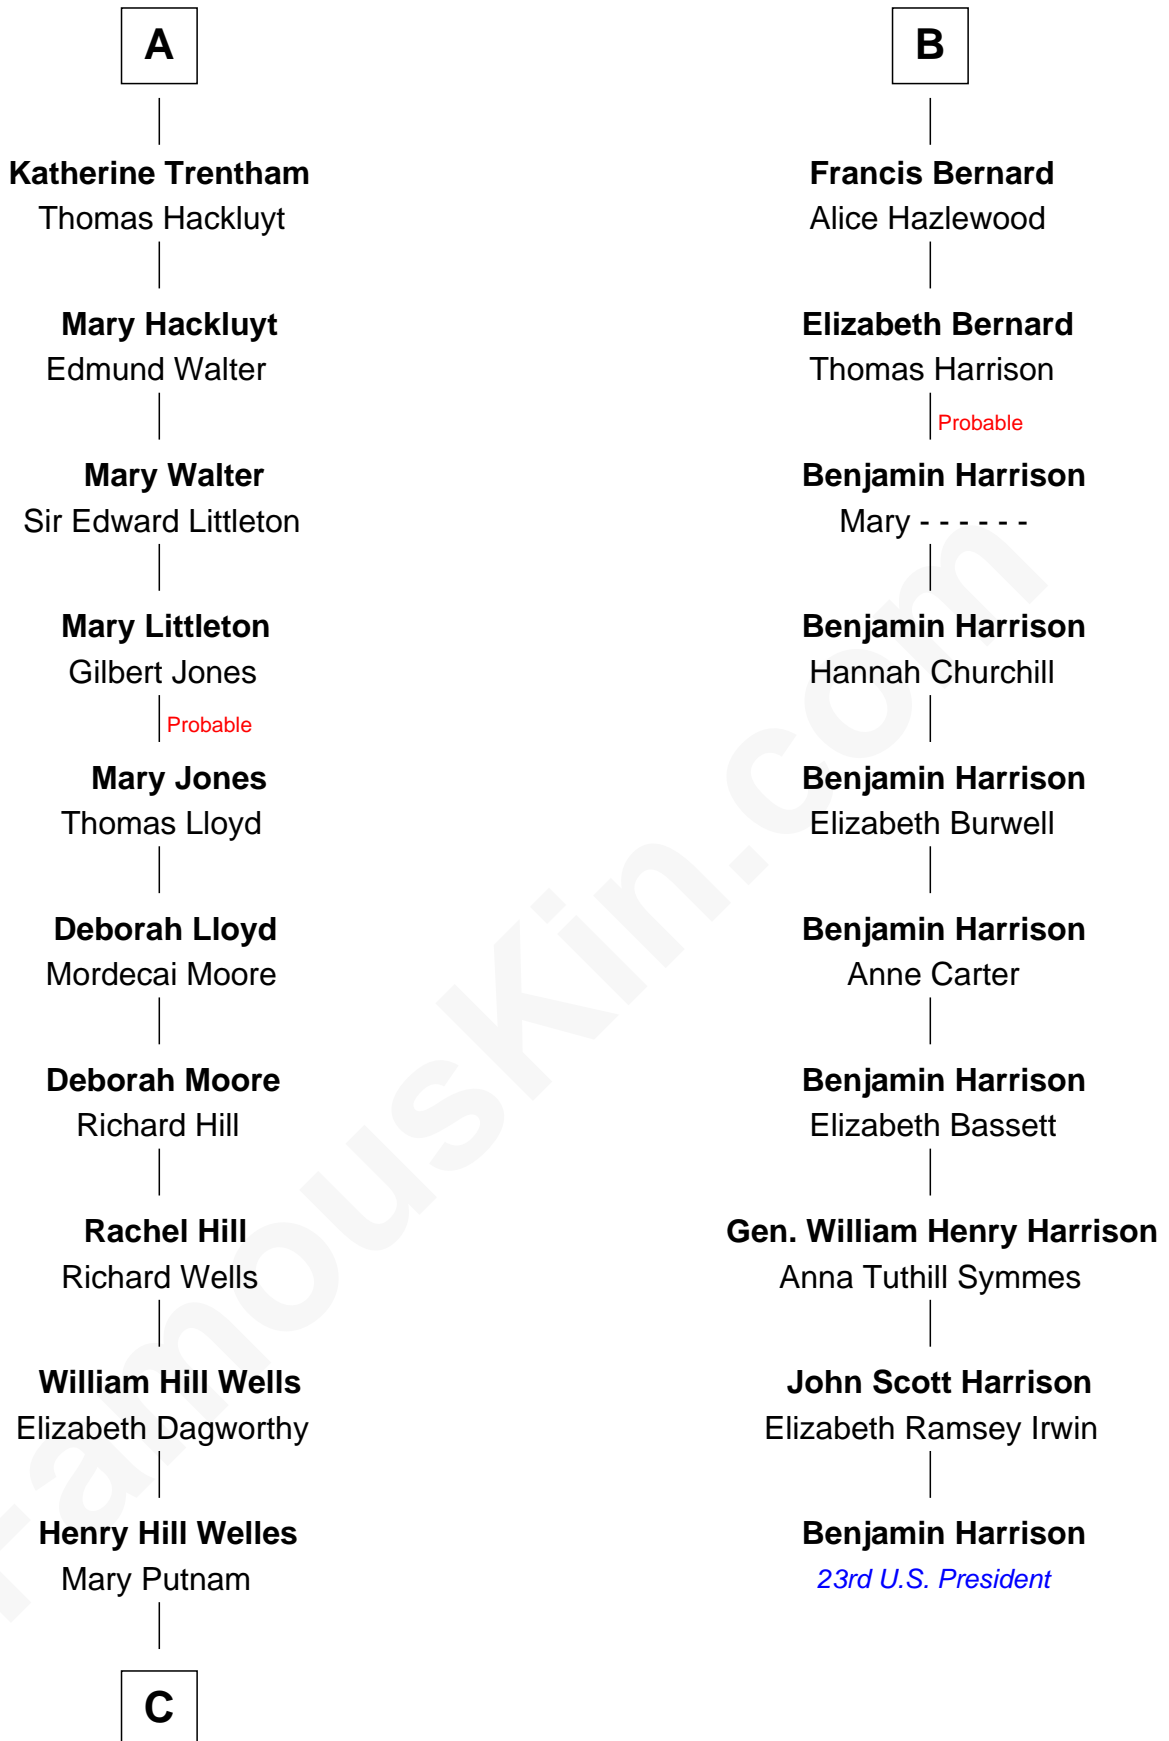 A
Katherine Trentham
Thomas Hackluyt
Mary Hackluyt
Edmund Walter
Mary Walter
Sir Edward Littleton
Mary Littleton
Gilbert Jones
Probable
Mary Jones
Thomas Lloyd
Deborah Lloyd
Mordecai Moore
Deborah Moore
Richard Hill
Rachel Hill
Richard Wells
William Hill Wells
Elizabeth Dagworthy
Henry Hill Welles
Mary Putnam
C
B
Francis Bernard
Alice Hazlewood
Elizabeth Bernard
Thomas Harrison
Probable
Benjamin Harrison
Mary - - - - - -
Benjamin Harrison
Hannah Churchill
Benjamin Harrison
Elizabeth Burwell
Benjamin Harrison
Anne Carter
Benjamin Harrison
Elizabeth Bassett
Gen. William Henry Harrison
Anna Tuthill Symmes
John Scott Harrison
Elizabeth Ramsey Irwin
Benjamin Harrison
23rd U.S. President
FamousKin.com